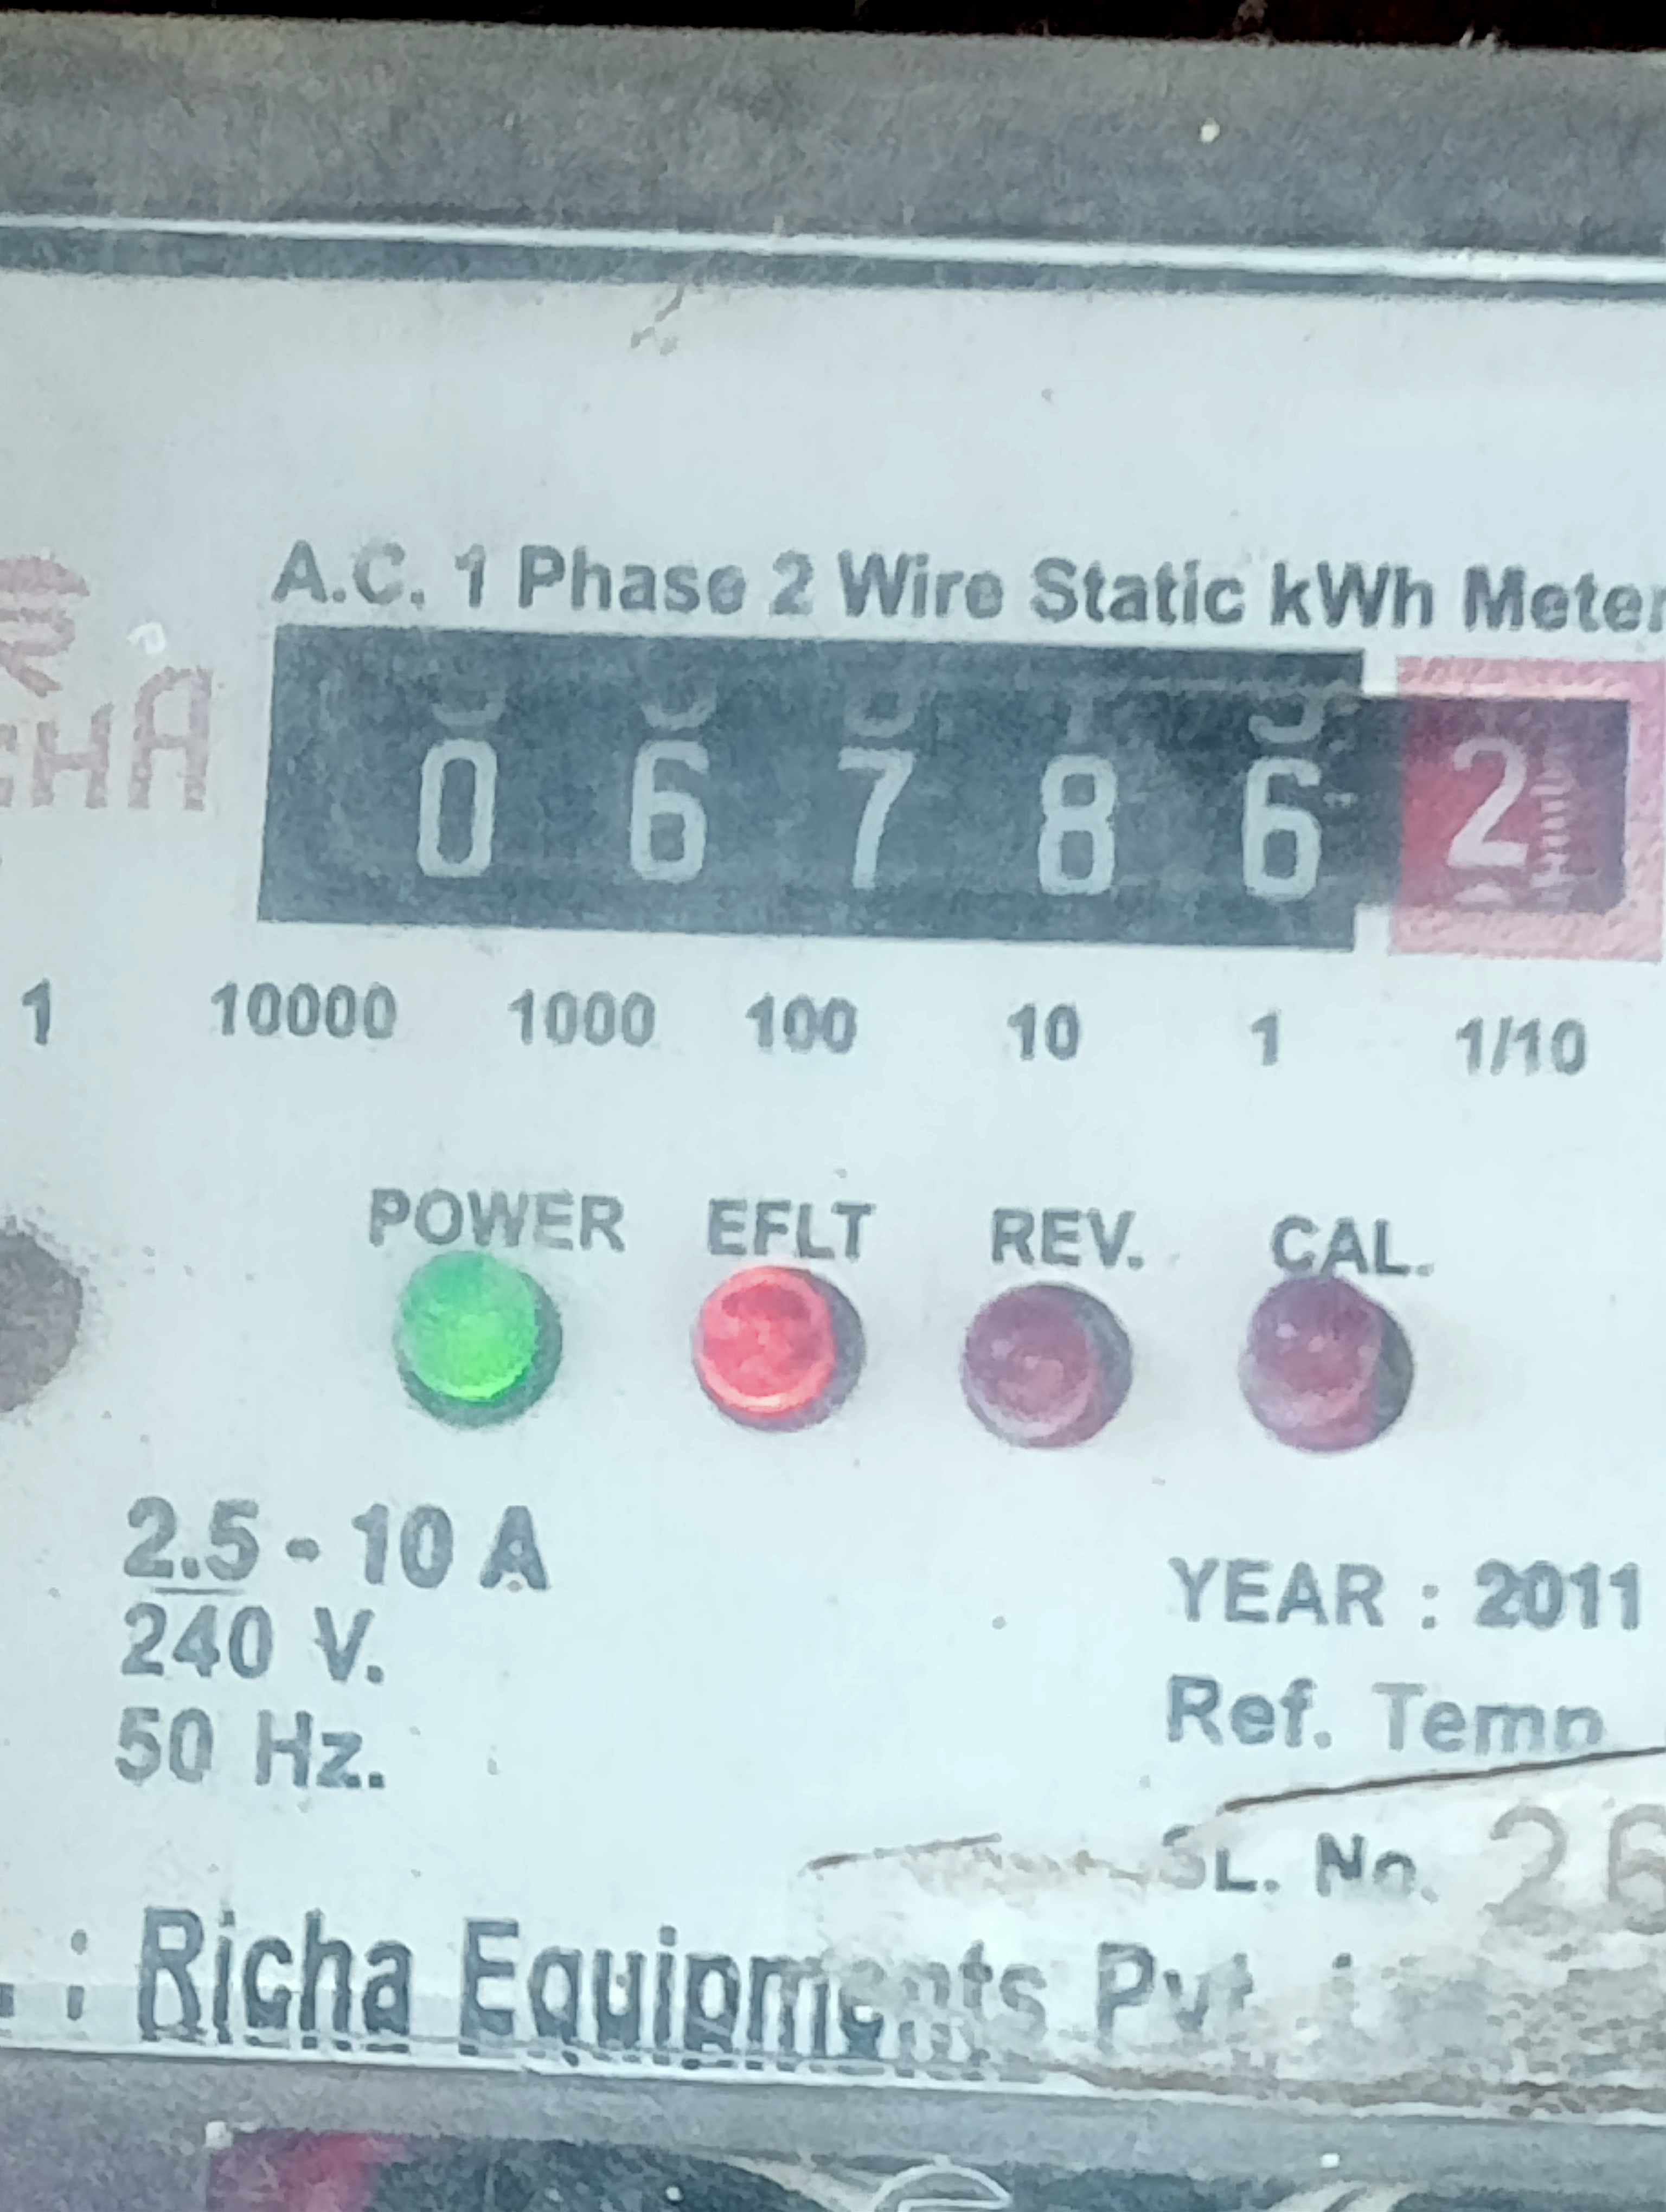 A.C. 1 Phase 2 Wire Static kWh Meter
CHA
0 6 7 8 6 2
1 10000 1000 100 10 1 1/10
POWER EFLT REV. CAL.
2.5 - 10 A
240 V.
50 Hz.
YEAR : 2011
Ref. Temp
SL. No. 26
: Richa Equipments Pvt